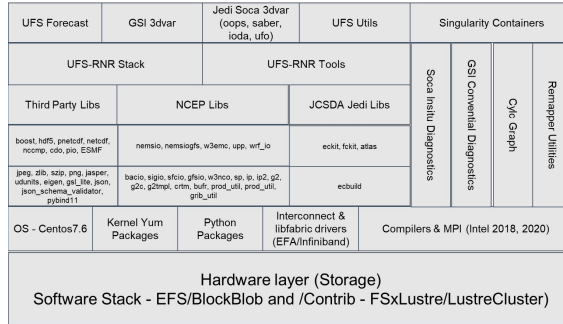 UFS Forecast
GSI 3dvar
Jedi Soca 3dvar
(oops, saber,
ioda, ufo)
UFS Utils
Singularity Containers
UFS-RNR Stack
UFS-RNR Tools
Soca Insitu Diagnostics
GSI Convential Diagnostics
Cylc Graph
Remapper Utilities
Third Party Libs
NCEP Libs
JCSDA Jedi Libs
boost, hdf5, pnetcdf, netcdf,
nccmp, cdo, pio, ESMF
nemsio, nemsiogfs, w3emc, upp, wrf_io
eckit, fckit, atlas
jpeg, zlib, szip, png, jasper,
udunits, eigen, gsl_lite, json,
json_schema_validator,
pybind11
bacio, sigio, sfcio, gfsio, w3nco, sp, ip, ip2, g2,
g2c, g2tmpl, crtm, bufr, prod_util, prod_util,
grib_util
ecbuild
OS - Centos7.6
Kernel Yum
Packages
Python
Packages
Interconnect &
libfabric drivers
(EFA/Infiniband)
Compilers & MPI (Intel 2018, 2020)
Hardware layer (Storage)
Software Stack - EFS/BlockBlob and /Contrib - FSxLustre/LustreCluster)